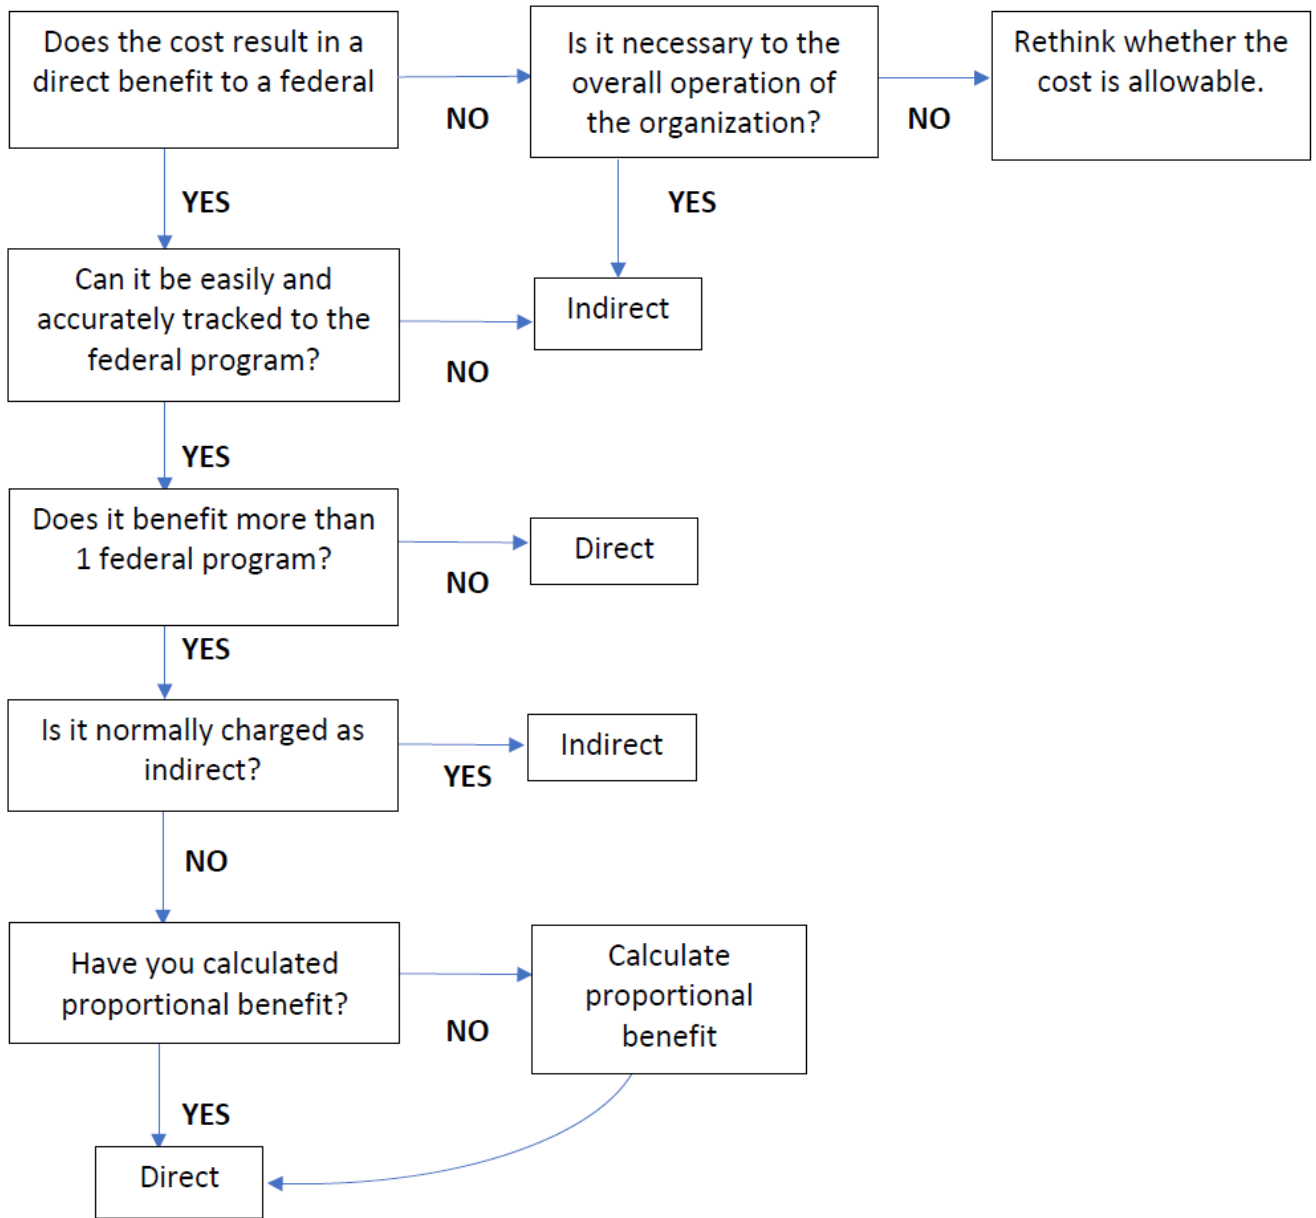 Does the cost result in a
direct benefit to a federal
NO
Is it necessary to the
overall operation of
the organization?
NO
Rethink whether the
cost is allowable.
YES
YES
Can it be easily and
accurately tracked to the
federal program?
NO
Indirect
YES
Does it benefit more than
1 federal program?
NO
Direct
YES
Is it normally charged as
indirect?
YES
Indirect
NO
Have you calculated
proportional benefit?
NO
Calculate
proportional
benefit
YES
Direct